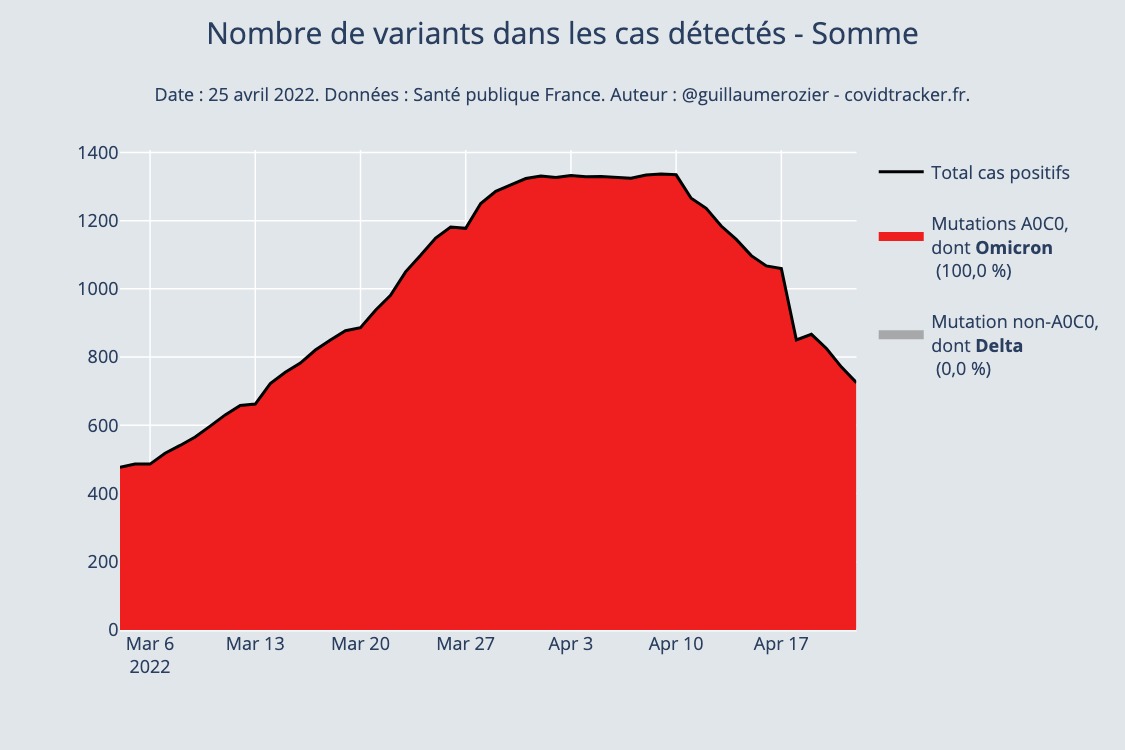 Nombre de variants dans les cas détectés - Somme
Date : 25 avril 2022. Données : Santé publique France. Auteur : @guillaumerozier - covidtracker.fr.
1400
1200
1000
800
600
400
200
0
Mar 6
2022
Mar 13
Mar 20
Mar 27
Apr 3
Apr 10
Apr 17
Total cas positifs
Mutations A0C0,
dont Omicron
(100,0 %)
Mutation non-A0C0,
dont Delta
(0,0 %)